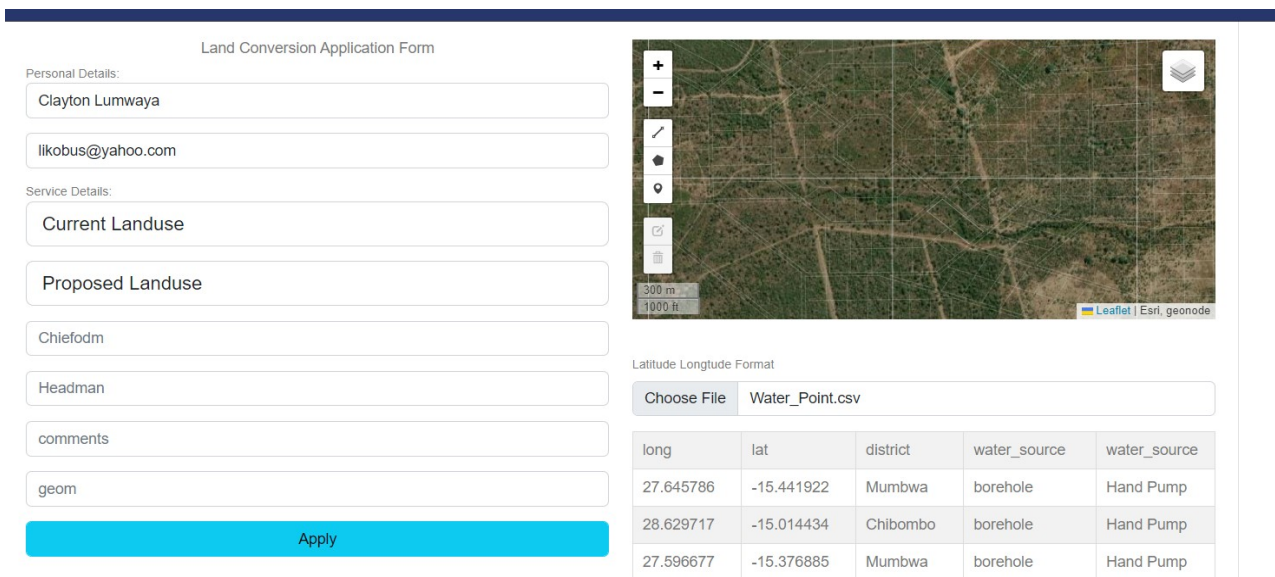 Land Conversion Application Form
Personal Details:
Clayton Lumwaya
likobus@yahoo.com
Service Details:
Current Landuse
Proposed Landuse
Chiefodm
Headman
comments
geom
Apply
+
−
300 m
1000 ft
Leaflet | Esri, geonode
Latitude Longtude Format
Choose File Water_Point.csv
long lat district water_source water_source
27.645786 -15.441922 Mumbwa borehole Hand Pump
28.629717 -15.014434 Chibombo borehole Hand Pump
27.596677 -15.376885 Mumbwa borehole Hand Pump